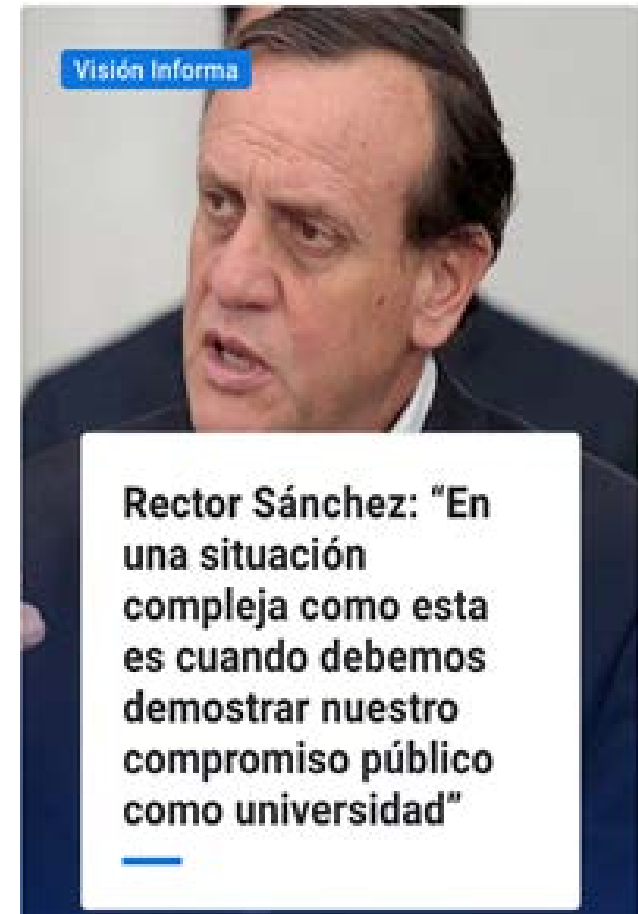 Visión Informa
Rector Sánchez: “En
una situación
compleja como esta
es cuando debemos
demostrar nuestro
compromiso público
como universidad”